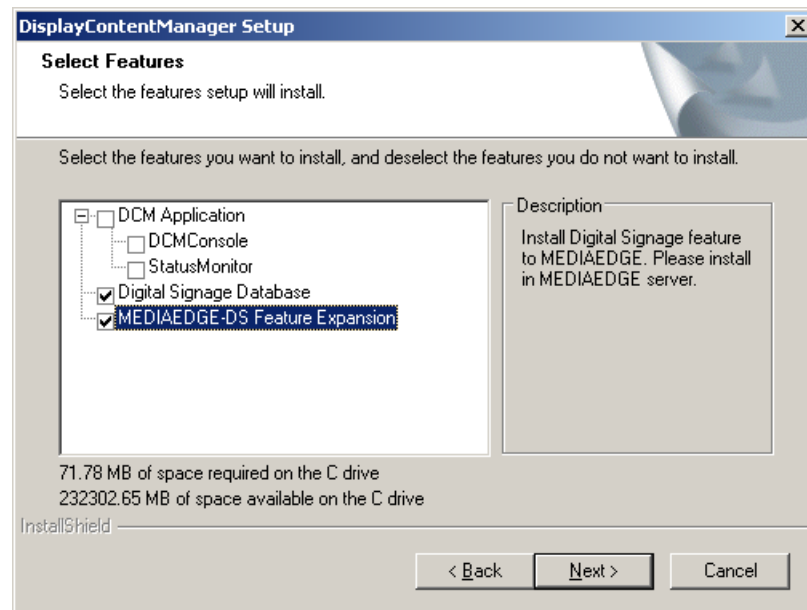 DisplayContentManager Setup
Select Features
Select the features setup will install.
Select the features you want to install, and deselect the features you do not want to install.
DCM Application
DCMConsole
StatusMonitor
Digital Signage Database
MEDIAEDGE-DS Feature Expansion
Description
Install Digital Signage feature
to MEDIAEDGE. Please install
in MEDIAEDGE server.
71.78 MB of space required on the C drive
232302.65 MB of space available on the C drive
InstallShield
< Back
Next >
Cancel